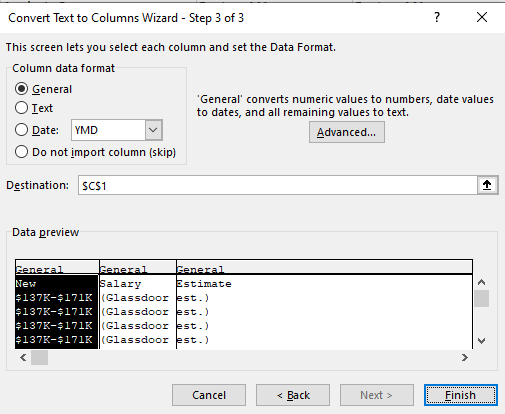 Convert Text to Columns Wizard - Step 3 of 3
? ×
This screen lets you select each column and set the Data Format.
Column data format
General
Text
Date: YMD
Do not import column (skip)
'General' converts numeric values to numbers, date values
to dates, and all remaining values to text.
Advanced...
Destination: $C$1
Data preview
General General General
New Salary Estimate
$137K-$171K (Glassdoor est.)
$137K-$171K (Glassdoor est.)
$137K-$171K (Glassdoor est.)
$137K-$171K (Glassdoor est.)
Cancel < Back Next > Finish